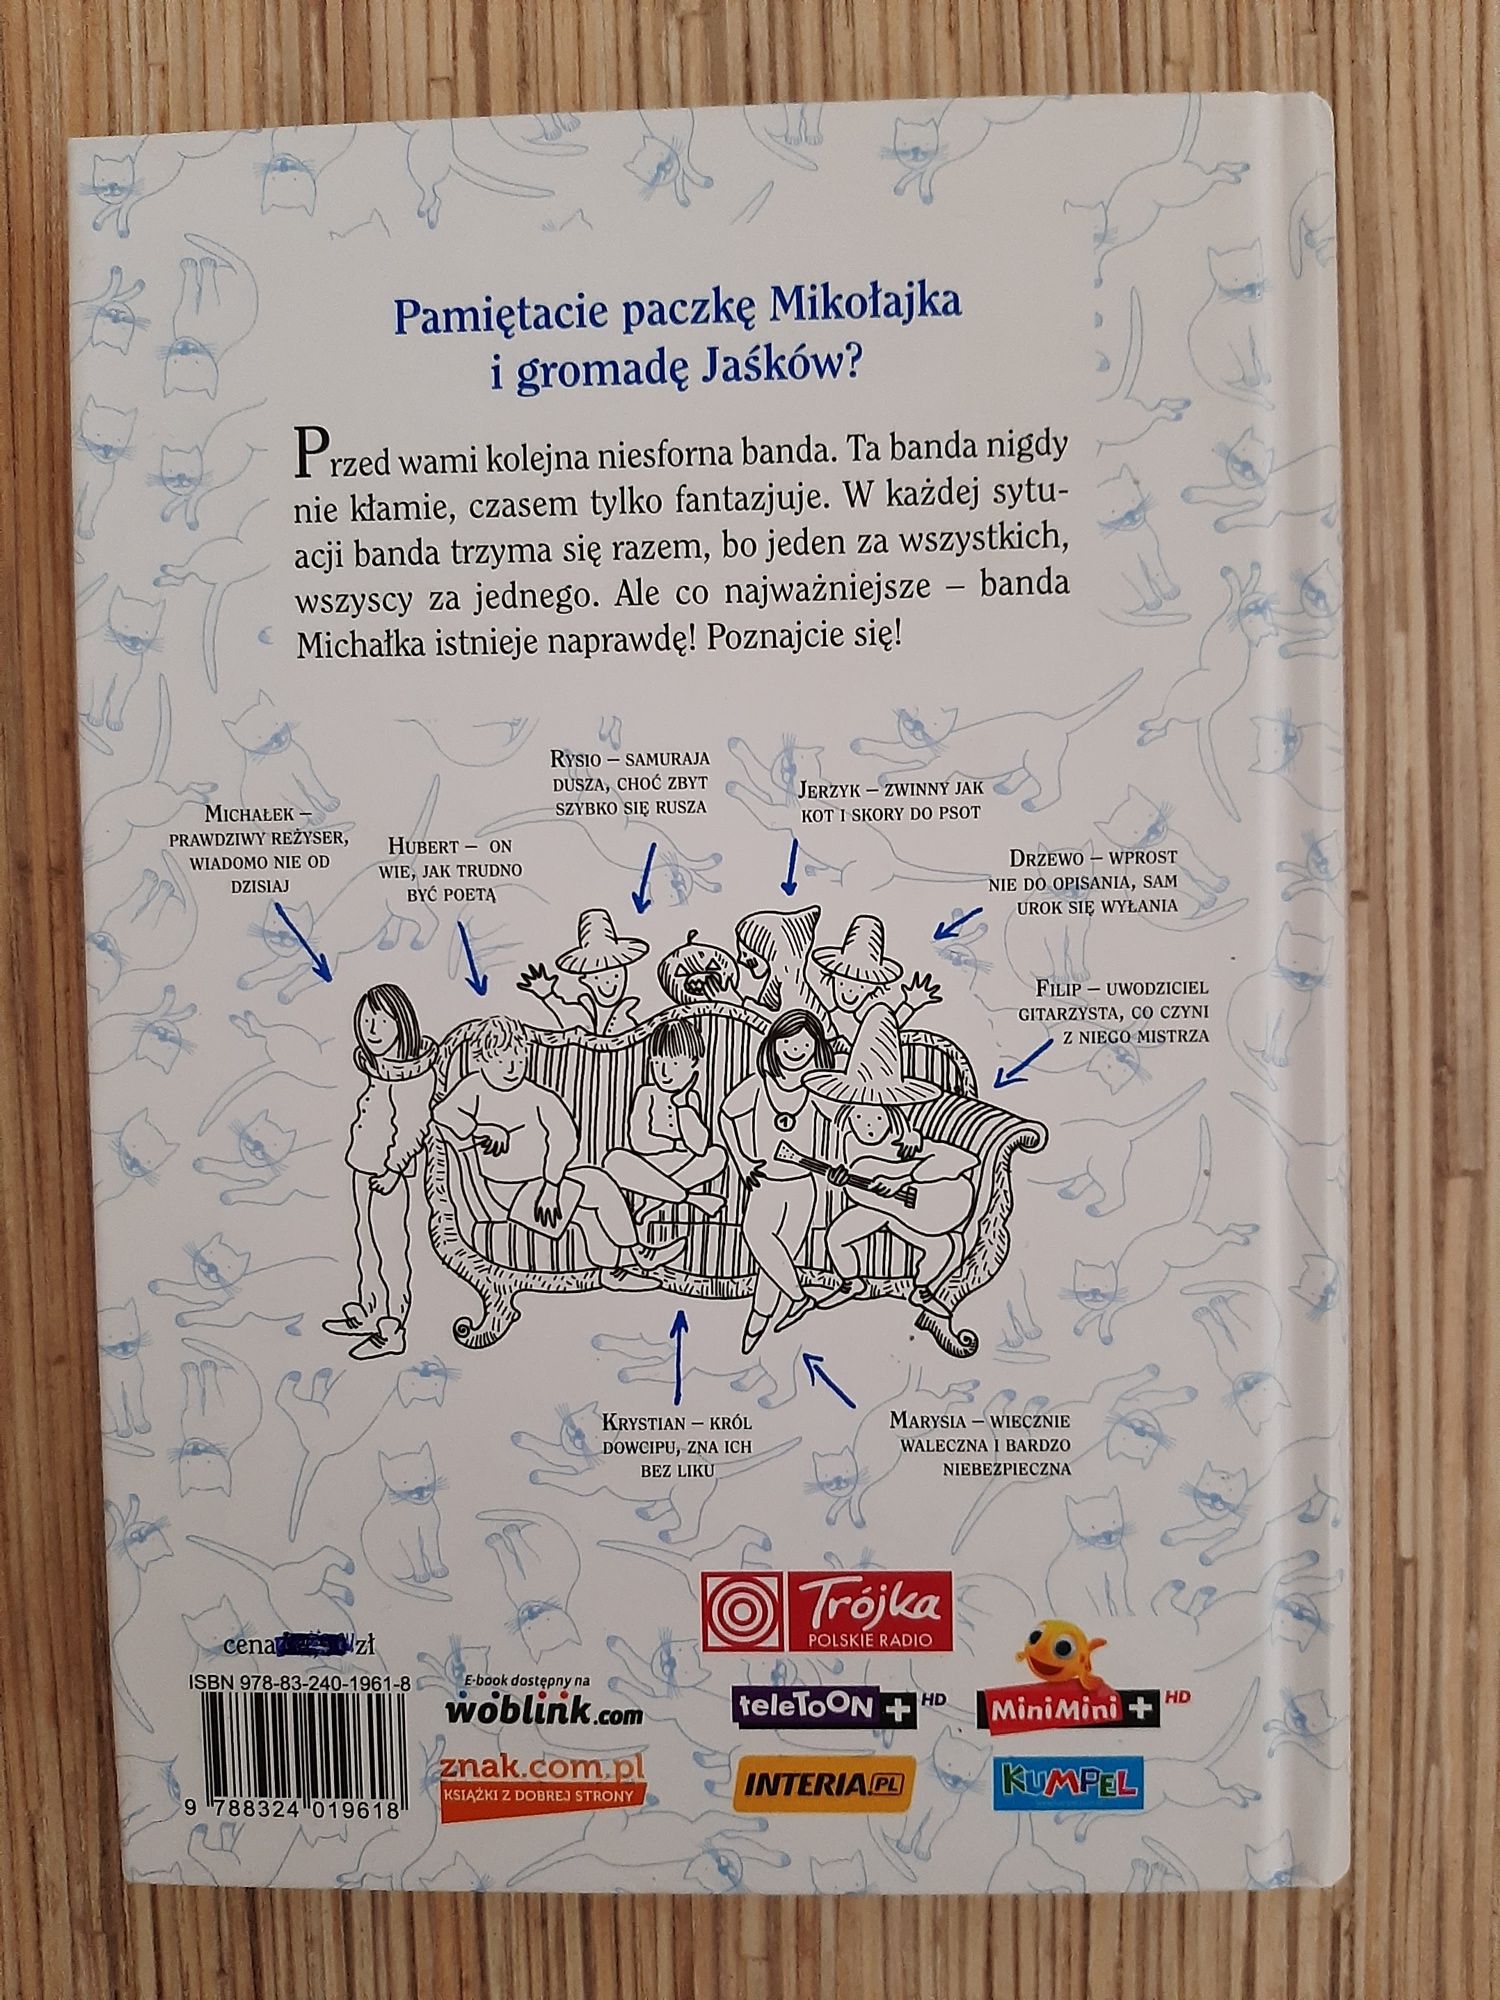 Pamiętacie paczkę Mikołajka
i gromadę Jaśków?
Przed wami kolejna niesforna banda. Ta banda nigdy
nie kłamie, czasem tylko fantazjuje. W każdej sytu-
acji banda trzyma się razem, bo jeden za wszystkich,
wszyscy za jednego. Ale co najważniejsze – banda
Michałka istnieje naprawdę! Poznajcie się!
Michałek –
prawdziwy reżyser,
wiadomo nie od
dzisiaj
Hubert – on
wie, jak trudno
być poetą
Rysio – samuraja
dusza, choć zbyt
szybko się rusza
Jerzyk – zwinny jak
kot i skory do psot
Drzewo – wprost
nie do opisania, sam
urok się wyłania
Filip – uwodziciel
gitarzysta, co czyni
z niego mistrza
Krystian – król
dowcipu, zna ich
bez liku
Marysia – wiecznie
waleczna i bardzo
niebezpieczna
Trójka
POLSKIE RADIO
cena zł
ISBN 978-83-240-1961-8
9 788324 019618
E-book dostępny na
woblink.com
znak.com.pl
KSIĄŻKI Z DOBREJ STRONY
teleTOON + HD
MiniMini + HD
INTERIA.PL
KUMPEL